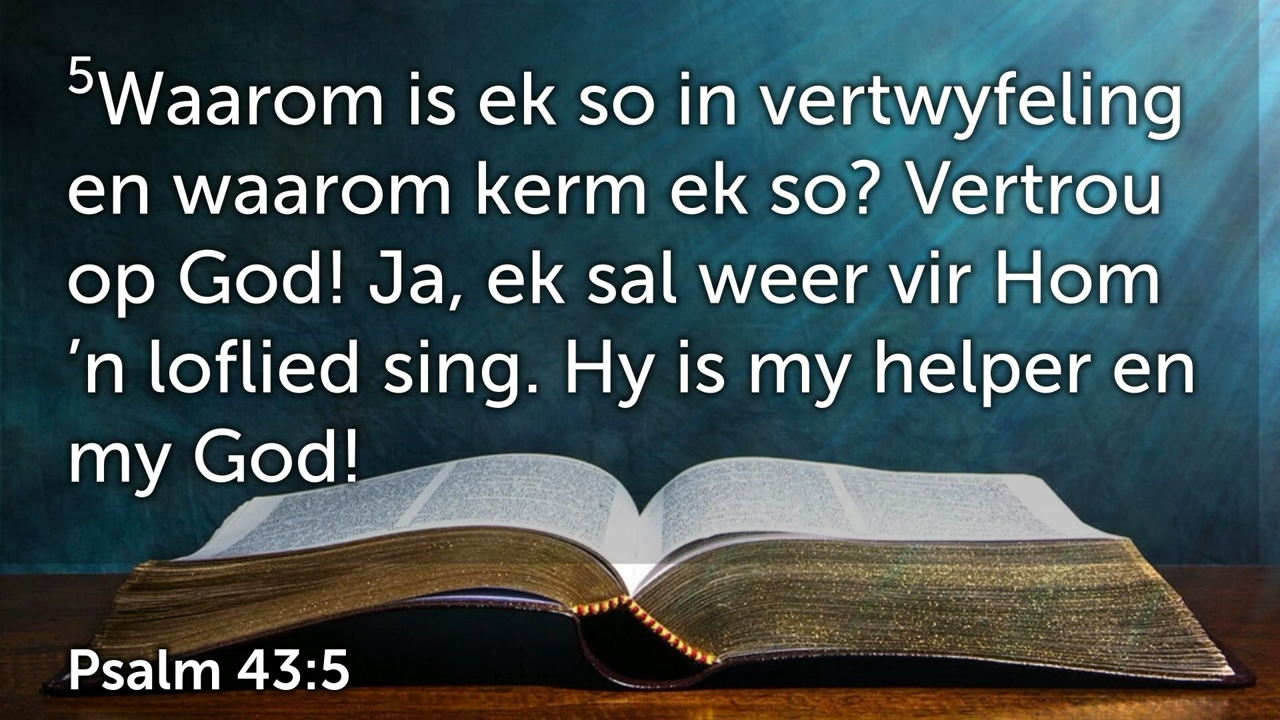 ⁵Waarom is ek so in vertwyfeling
en waarom kerm ek so? Vertrou
op God! Ja, ek sal weer vir Hom
’n loflied sing. Hy is my helper en
my God!
Psalm 43:5